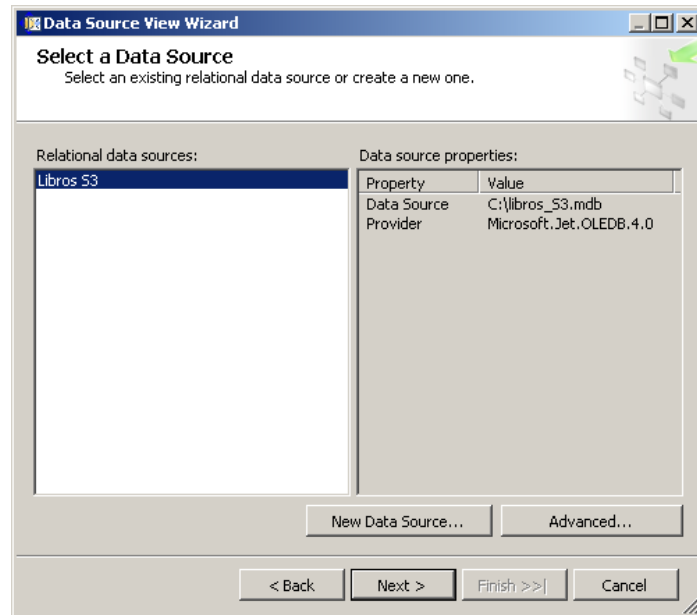 Data Source View Wizard
Select a Data Source
Select an existing relational data source or create a new one.
Relational data sources:
Libros S3
Data source properties:
Property Value
Data Source C:\libros_S3.mdb
Provider Microsoft.Jet.OLEDB.4.0
New Data Source... Advanced...
< Back Next > Finish >>| Cancel